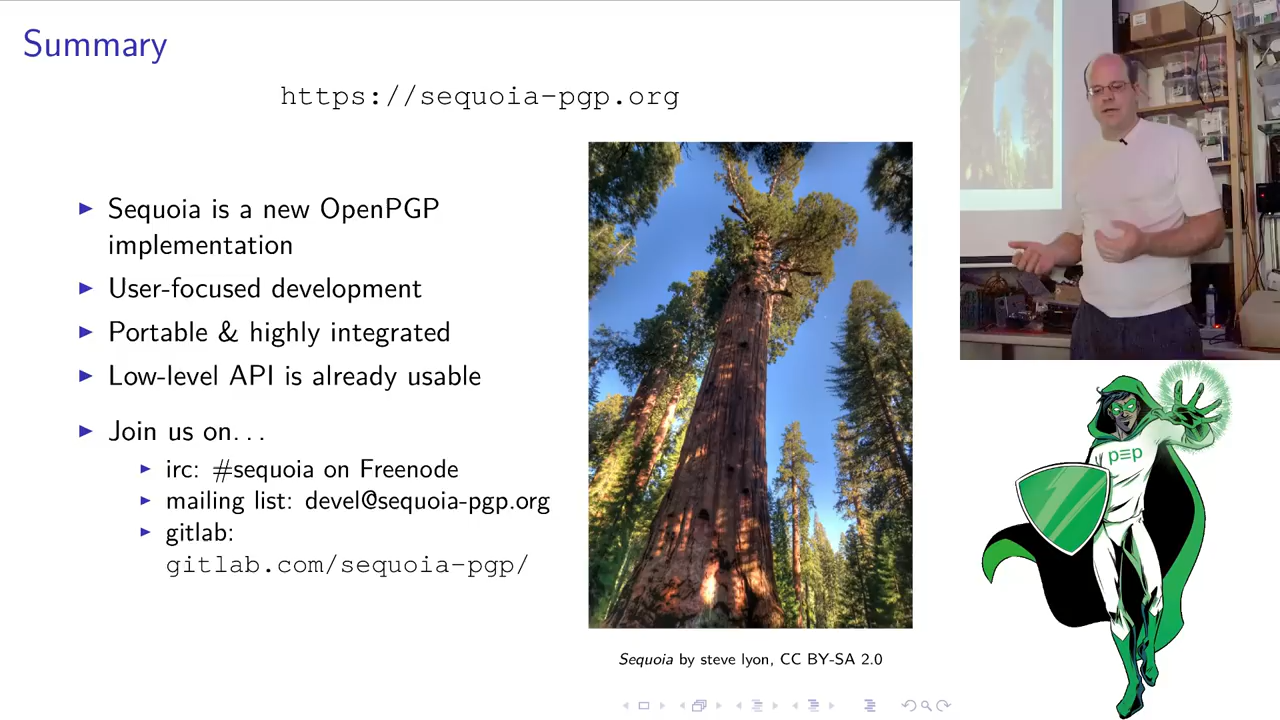 Summary
https://sequoia-pgp.org
▶ Sequoia is a new OpenPGP
implementation
▶ User-focused development
▶ Portable & highly integrated
▶ Low-level API is already usable
▶ Join us on...
▶ irc: #sequoia on Freenode
▶ mailing list: devel@sequoia-pgp.org
▶ gitlab:
gitlab.com/sequoia-pgp/
Sequoia by steve lyon, CC BY-SA 2.0
p≡p